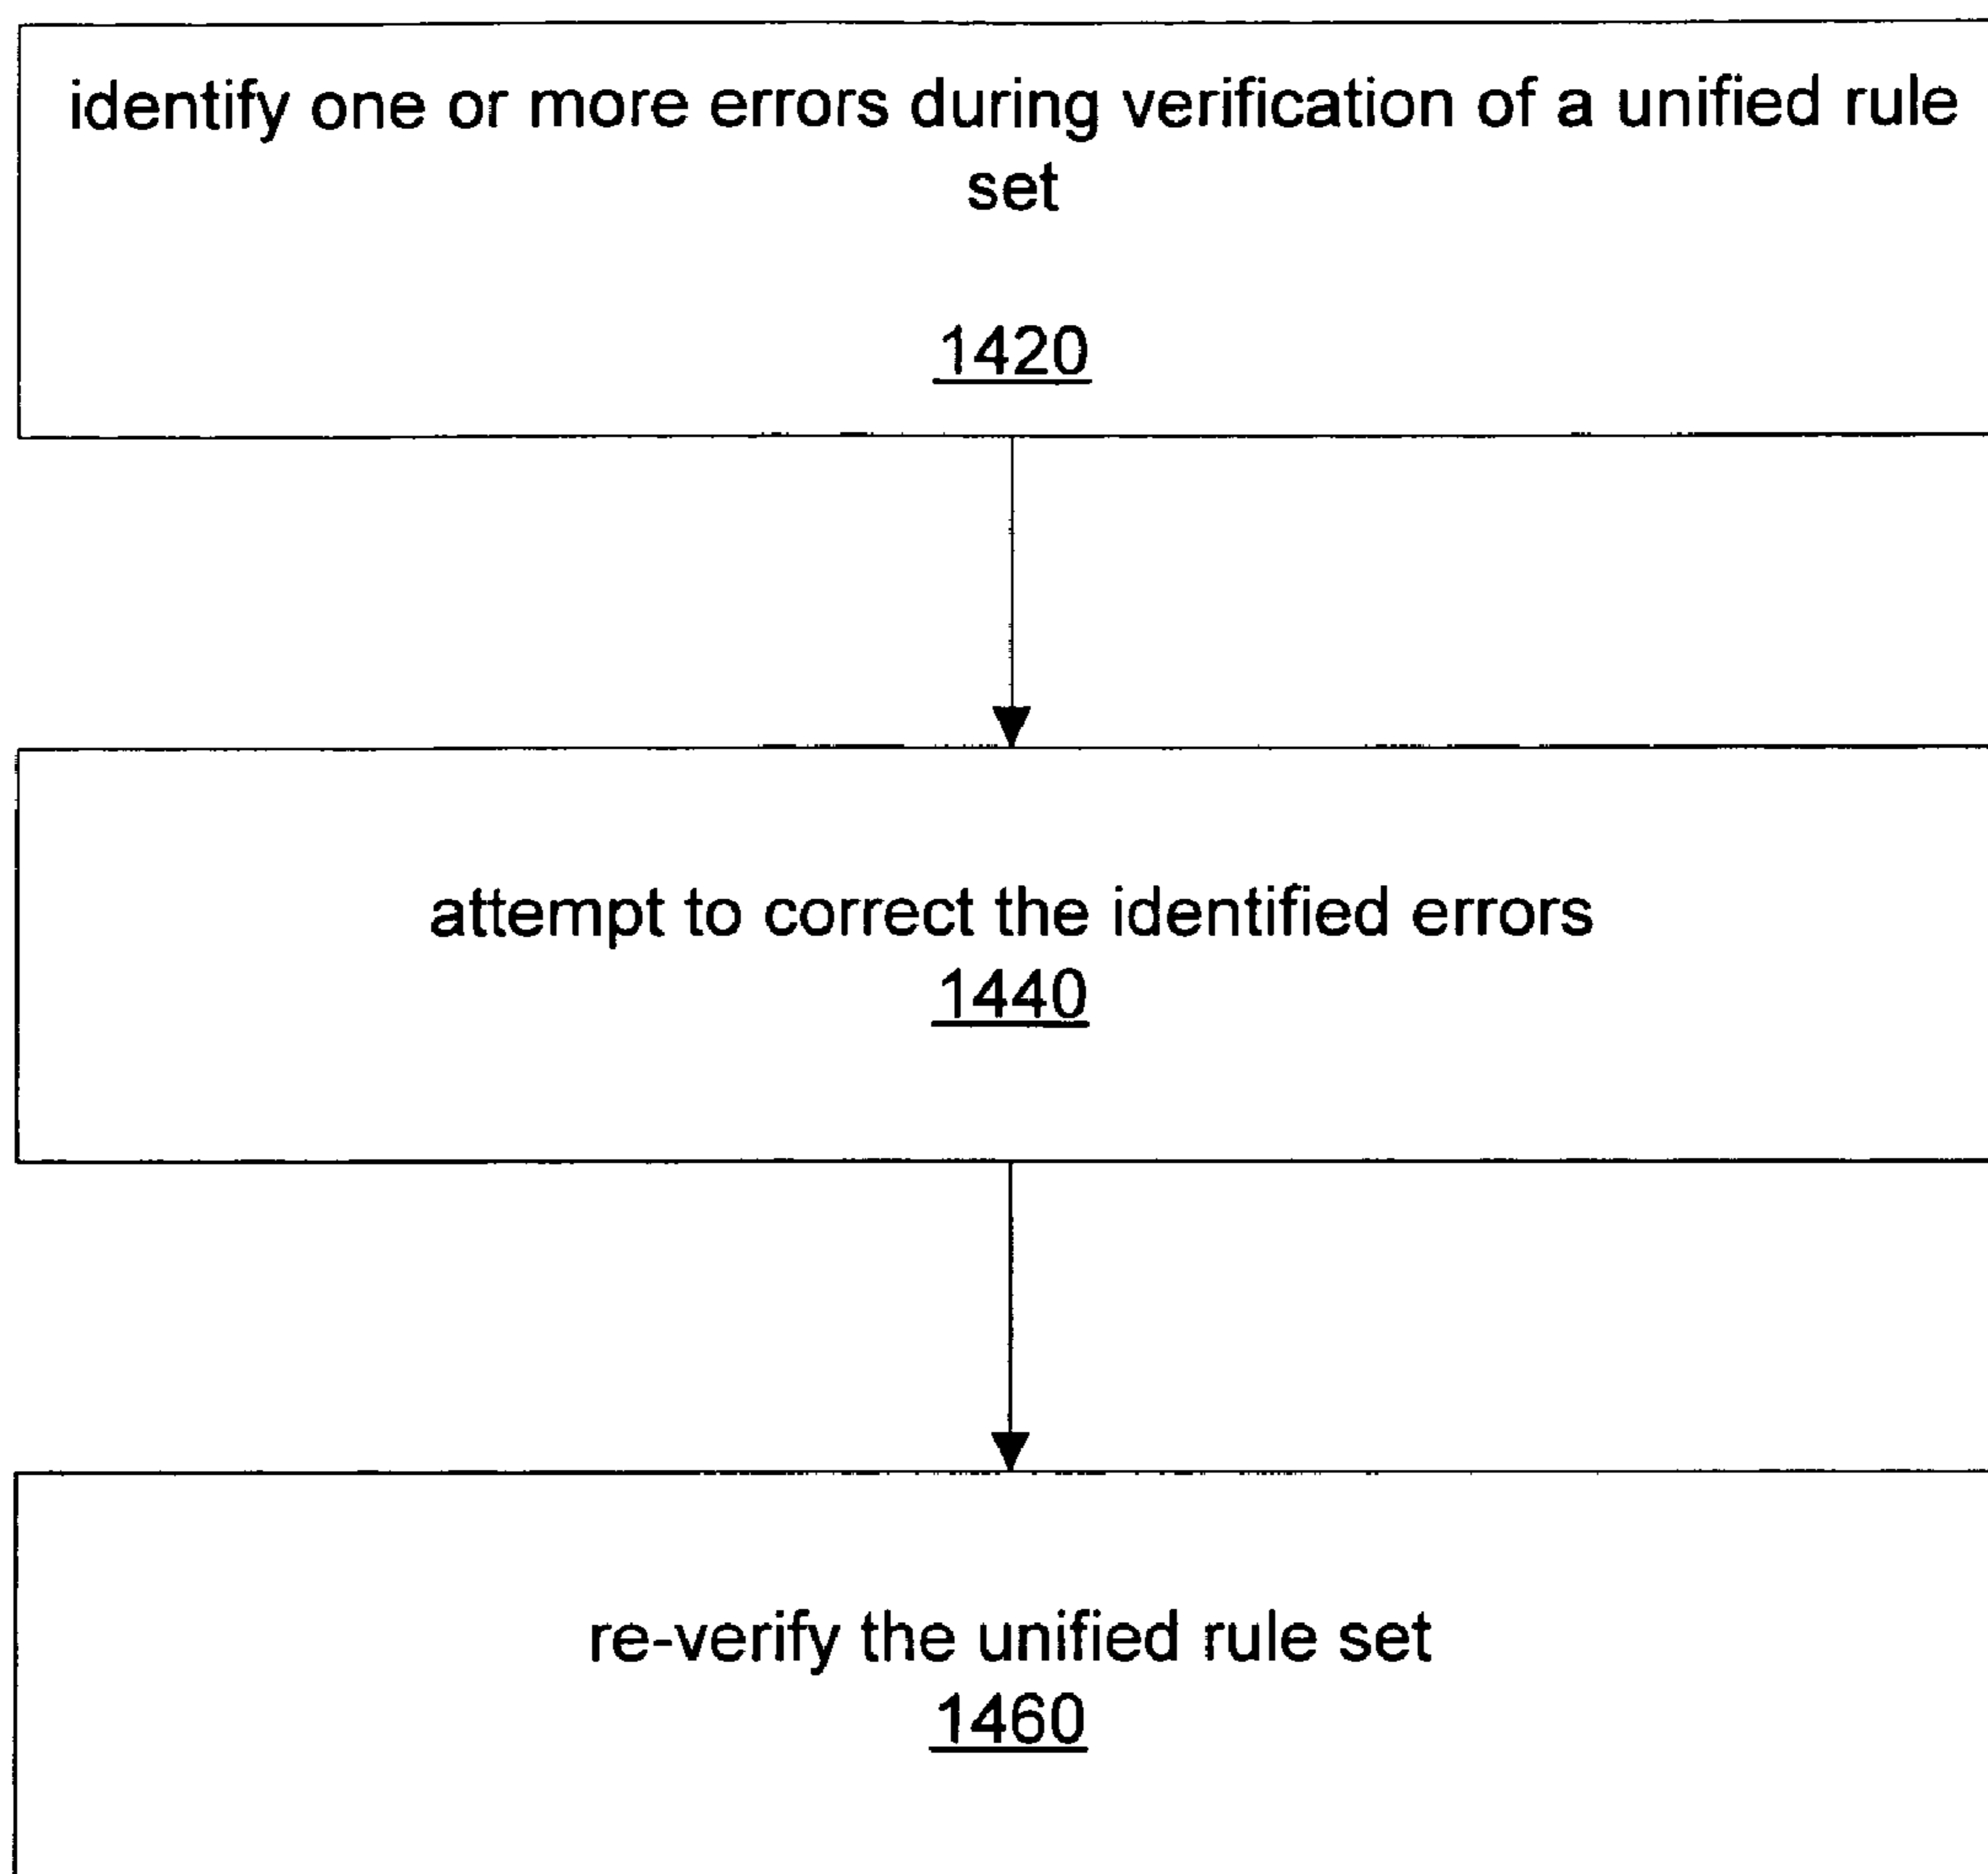 identify one or more errors during verification of a unified rule
set
1420
attempt to correct the identified errors
1440
re-verify the unified rule set
1460